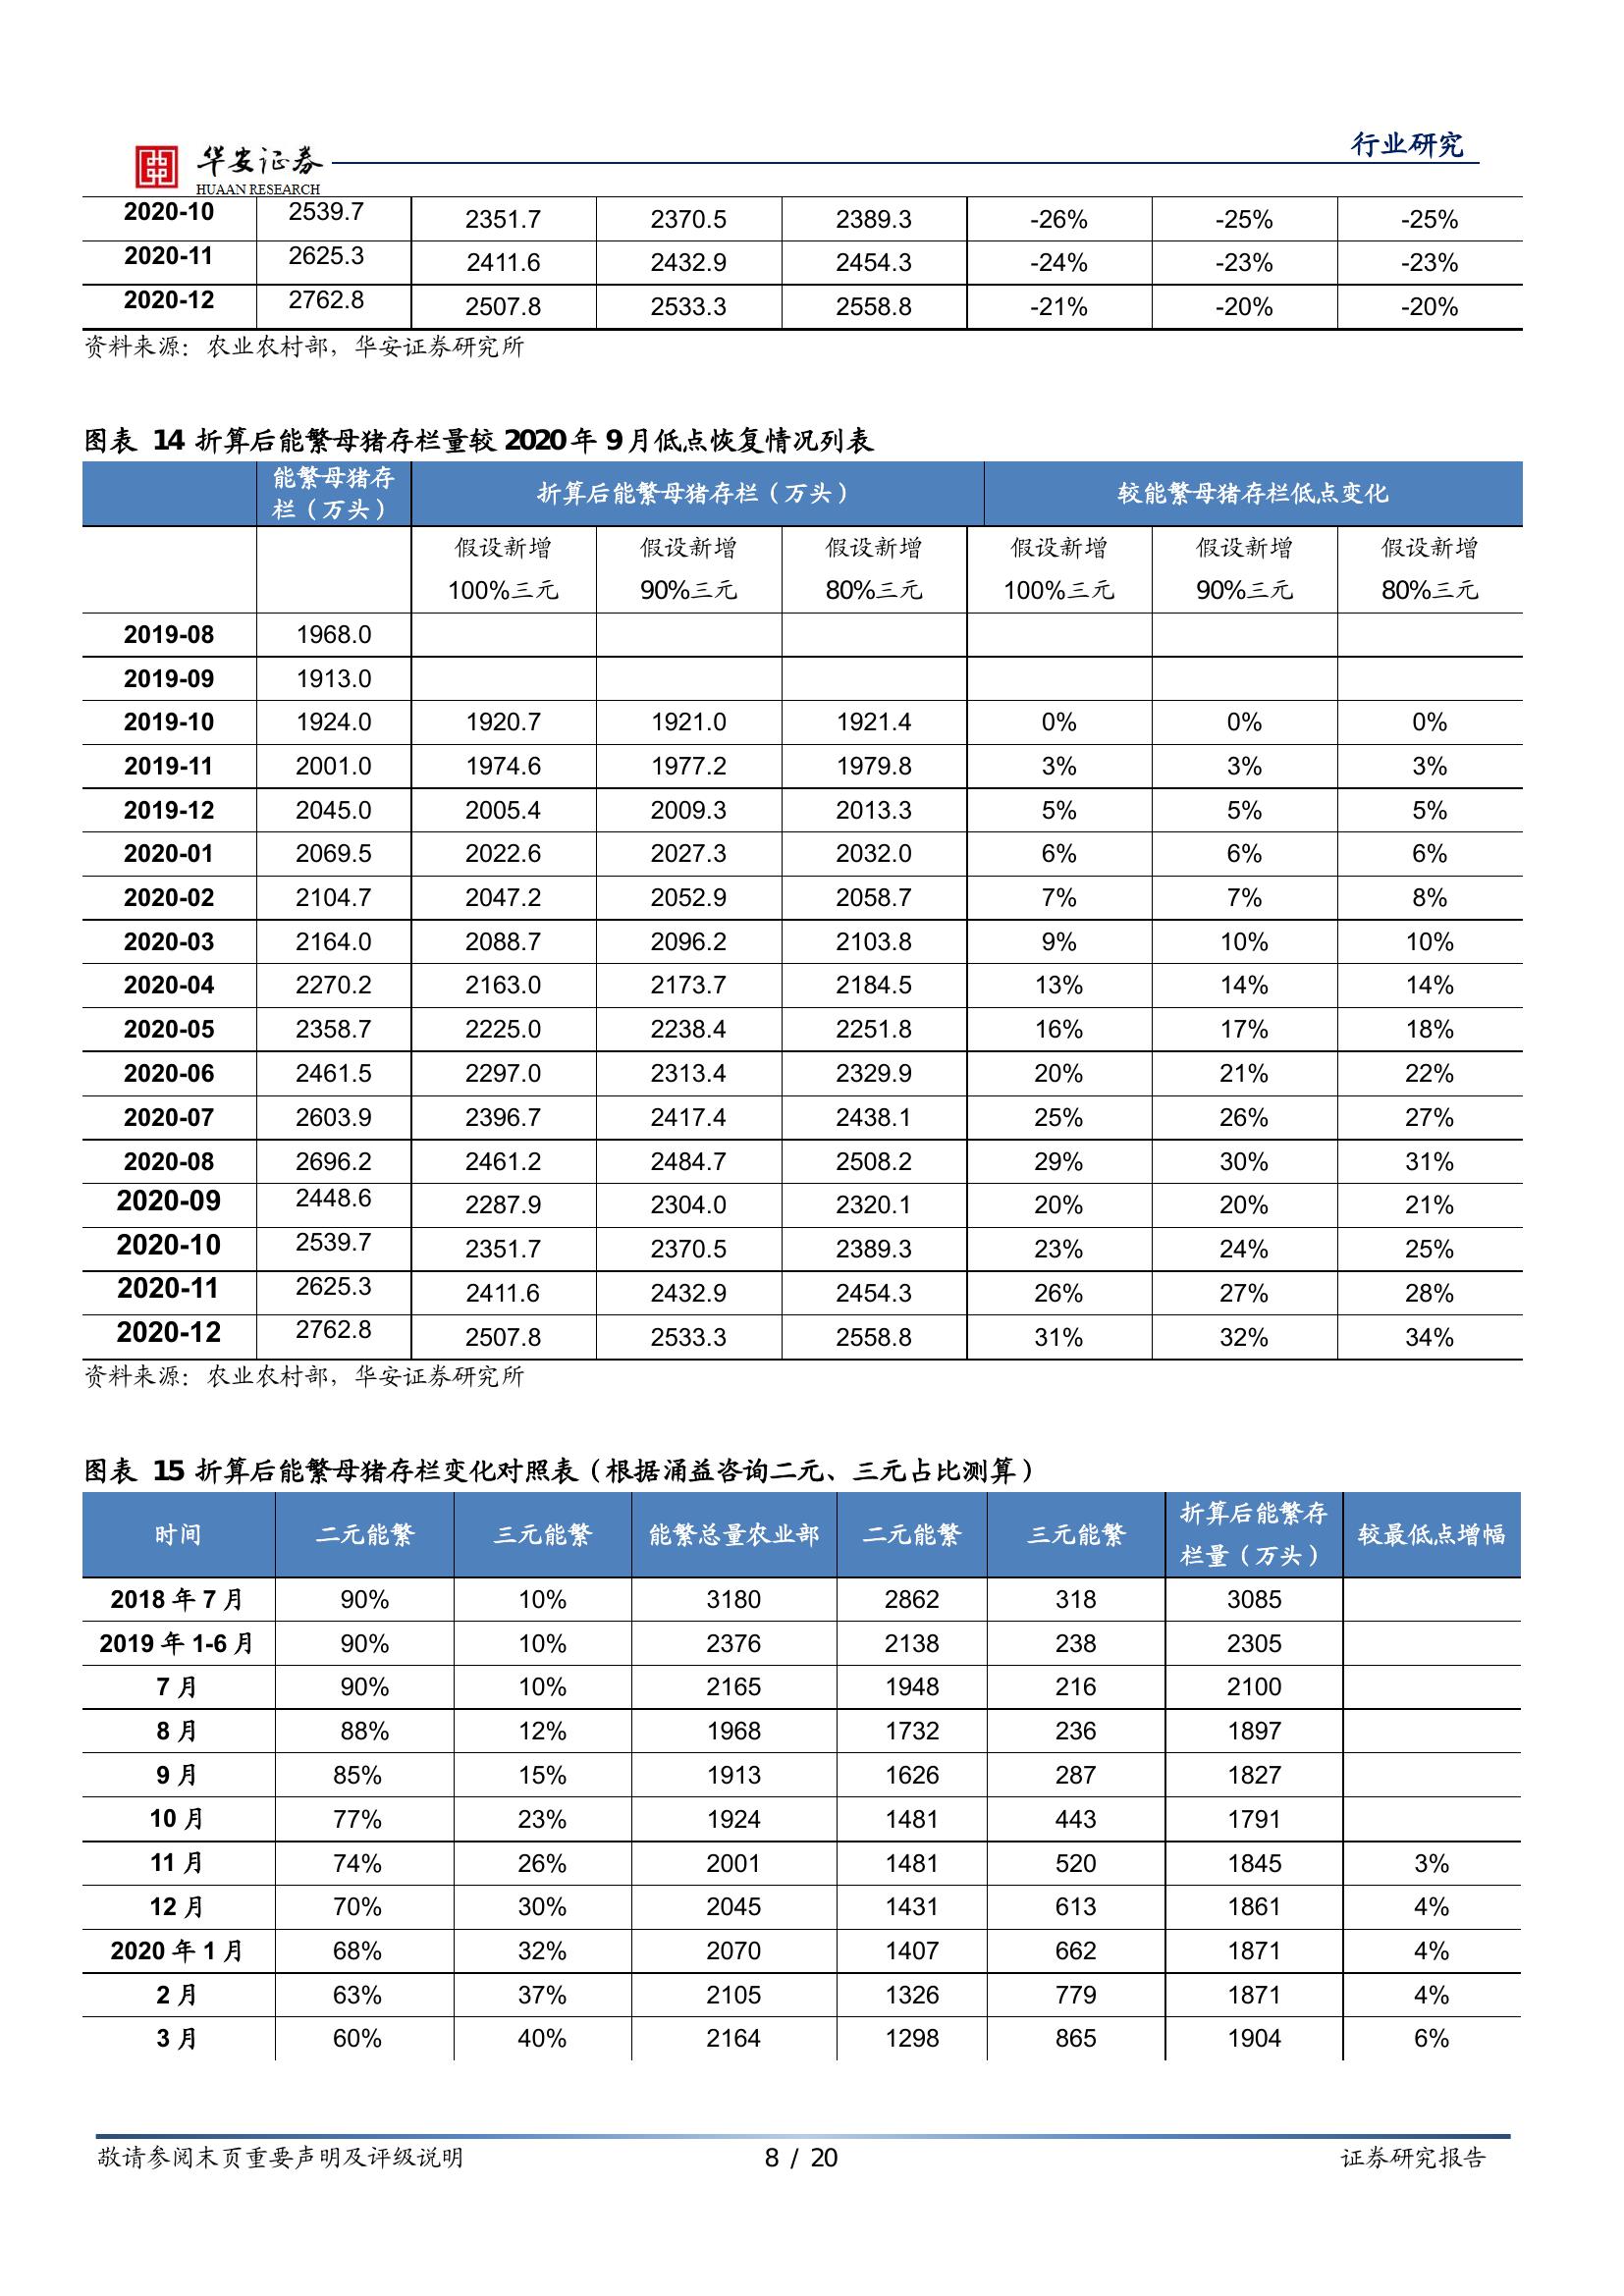 行业研究
华安证券
HUAAN RESEARCH
2020-10 2539.7 2351.7 2370.5 2389.3 -26% -25% -25%
2020-11 2625.3 2411.6 2432.9 2454.3 -24% -23% -23%
2020-12 2762.8 2507.8 2533.3 2558.8 -21% -20% -20%
资料来源：农业农村部，华安证券研究所
图表 14 折算后能繁母猪存栏量较 2020 年 9 月低点恢复情况列表
能繁母猪存
栏（万头） 折算后能繁母猪存栏（万头） 较能繁母猪存栏低点变化
假设新增 假设新增 假设新增 假设新增 假设新增 假设新增
100%三元 90%三元 80%三元 100%三元 90%三元 80%三元
2019-08 1968.0
2019-09 1913.0
2019-10 1924.0 1920.7 1921.0 1921.4 0% 0% 0%
2019-11 2001.0 1974.6 1977.2 1979.8 3% 3% 3%
2019-12 2045.0 2005.4 2009.3 2013.3 5% 5% 5%
2020-01 2069.5 2022.6 2027.3 2032.0 6% 6% 6%
2020-02 2104.7 2047.2 2052.9 2058.7 7% 7% 8%
2020-03 2164.0 2088.7 2096.2 2103.8 9% 10% 10%
2020-04 2270.2 2163.0 2173.7 2184.5 13% 14% 14%
2020-05 2358.7 2225.0 2238.4 2251.8 16% 17% 18%
2020-06 2461.5 2297.0 2313.4 2329.9 20% 21% 22%
2020-07 2603.9 2396.7 2417.4 2438.1 25% 26% 27%
2020-08 2696.2 2461.2 2484.7 2508.2 29% 30% 31%
2020-09 2448.6 2287.9 2304.0 2320.1 20% 20% 21%
2020-10 2539.7 2351.7 2370.5 2389.3 23% 24% 25%
2020-11 2625.3 2411.6 2432.9 2454.3 26% 27% 28%
2020-12 2762.8 2507.8 2533.3 2558.8 31% 32% 34%
资料来源：农业农村部，华安证券研究所
图表 15 折算后能繁母猪存栏变化对照表（根据涌益咨询二元、三元占比测算）
时间 二元能繁 三元能繁 能繁总量农业部 二元能繁 三元能繁 折算后能繁存
栏量（万头） 较最低点增幅
2018 年 7 月 90% 10% 3180 2862 318 3085
2019 年 1-6 月 90% 10% 2376 2138 238 2305
7 月 90% 10% 2165 1948 216 2100
8 月 88% 12% 1968 1732 236 1897
9 月 85% 15% 1913 1626 287 1827
10 月 77% 23% 1924 1481 443 1791
11 月 74% 26% 2001 1481 520 1845 3%
12 月 70% 30% 2045 1431 613 1861 4%
2020 年 1 月 68% 32% 2070 1407 662 1871 4%
2 月 63% 37% 2105 1326 779 1871 4%
3 月 60% 40% 2164 1298 865 1904 6%
敬请参阅末页重要声明及评级说明 8 / 20 证券研究报告